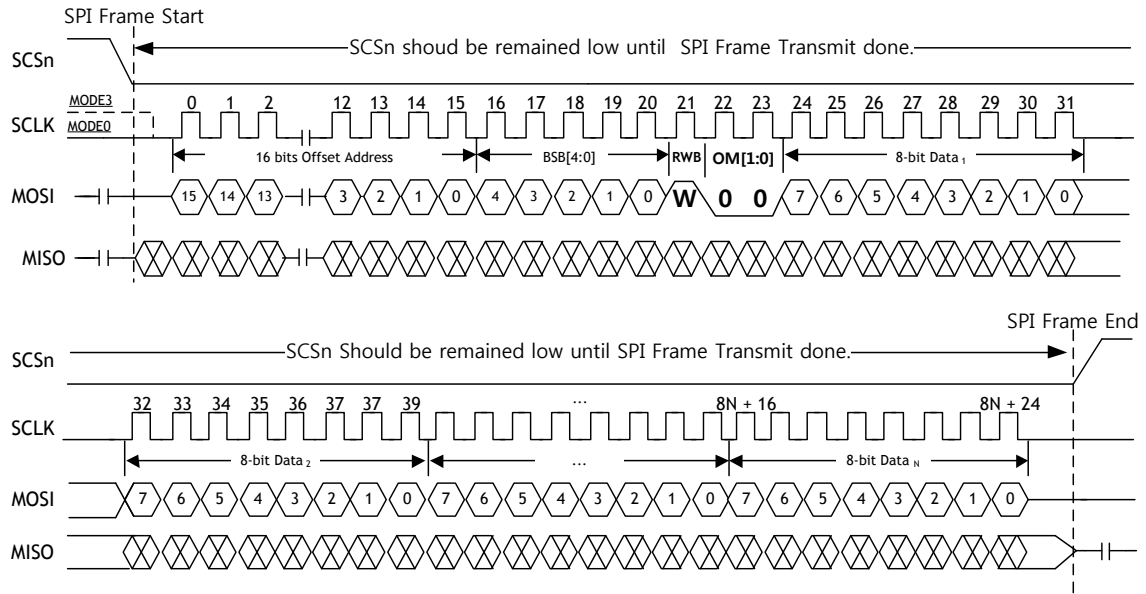 SPI Frame Start
SCSn
SCSn shoud be remained low until SPI Frame Transmit done.
MODE3
SCLK
MODE0
0 1 2 12 13 14 15 16 17 18 19 20 21 22 23 24 25 26 27 28 29 30 31
16 bits Offset Address BSB[4:0] RWB OM[1:0] 8-bit Data 1
MOSI 15 14 13 3 2 1 0 4 3 2 1 0 W 0 0 7 6 5 4 3 2 1 0
MISO
SPI Frame End
SCSn
SCSn Should be remained low until SPI Frame Transmit done.
32 33 34 35 36 37 37 39 ... 8N + 16 8N + 24
SCLK
8-bit Data 2 ... 8-bit Data N
MOSI 7 6 5 4 3 2 1 0 7 6 5 4 3 2 1 0 7 6 5 4 3 2 1 0
MISO